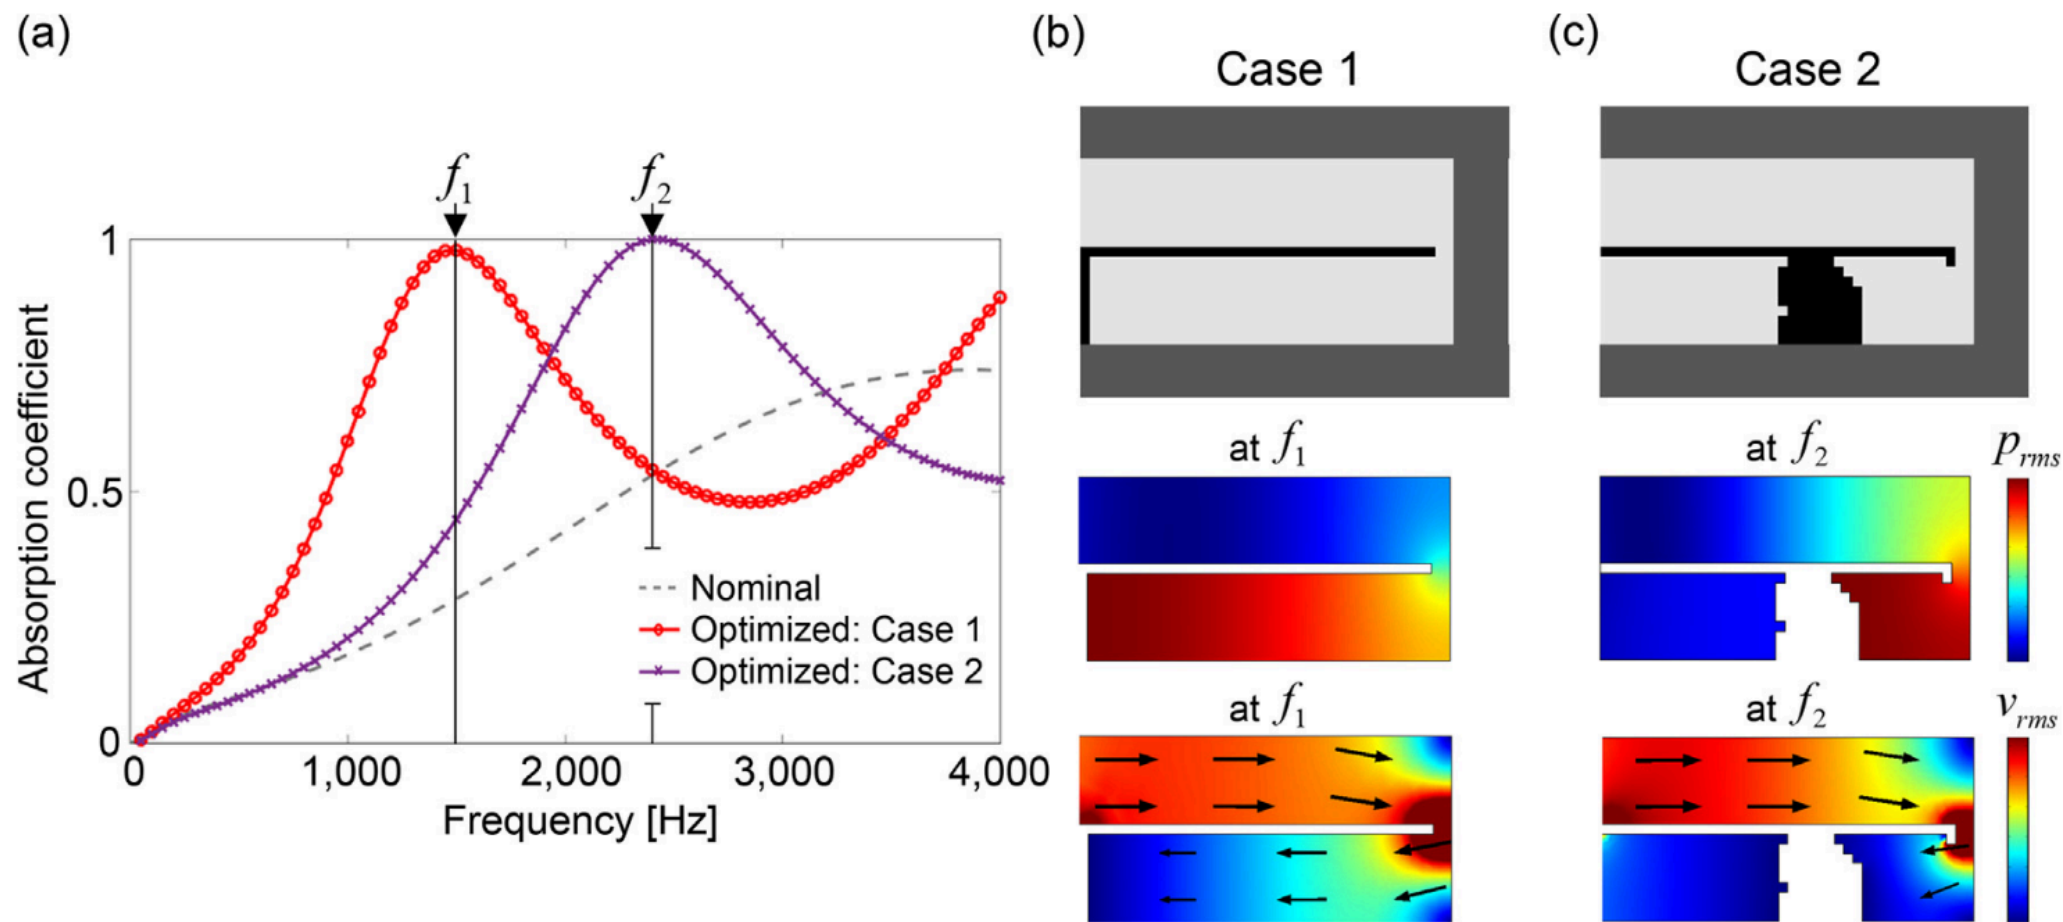 (a)
(b)
(c)
Case 1
Case 2
f1
f2
1
0.5
0
Absorption coefficient
Nominal
Optimized: Case 1
Optimized: Case 2
0
1,000
2,000
3,000
4,000
Frequency [Hz]
at f1
at f2
prms
at f1
at f2
vrms